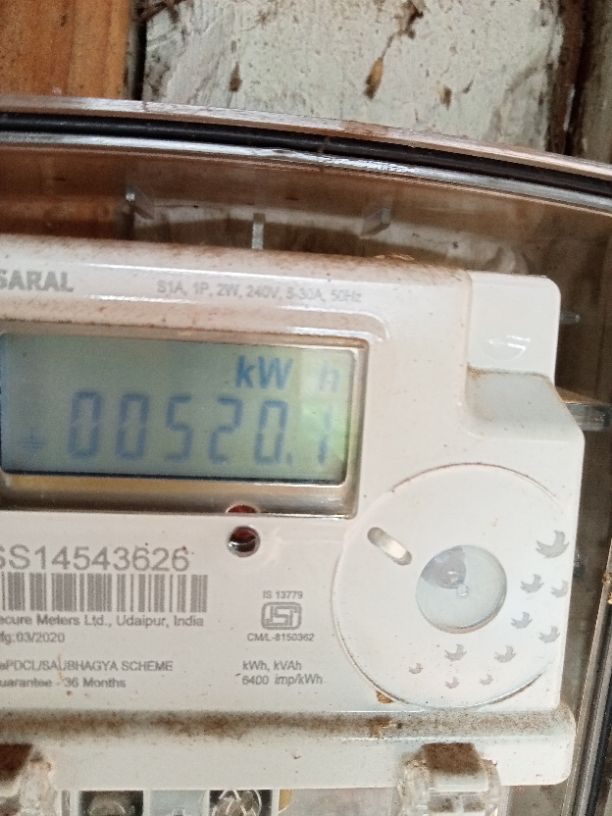 SARAL
S1A, 1P, 2W, 240V, 5-30A, 50Hz
kW h
00520.1
SS14543626
ecure Meters Ltd., Udaipur, India
fg:03/2020
ePDCL/SAUBHAGYA SCHEME
uarantee - 36 Months
IS 13779
ISI
CM/L-8150362
kWh, kVAh
6400 imp/kWh